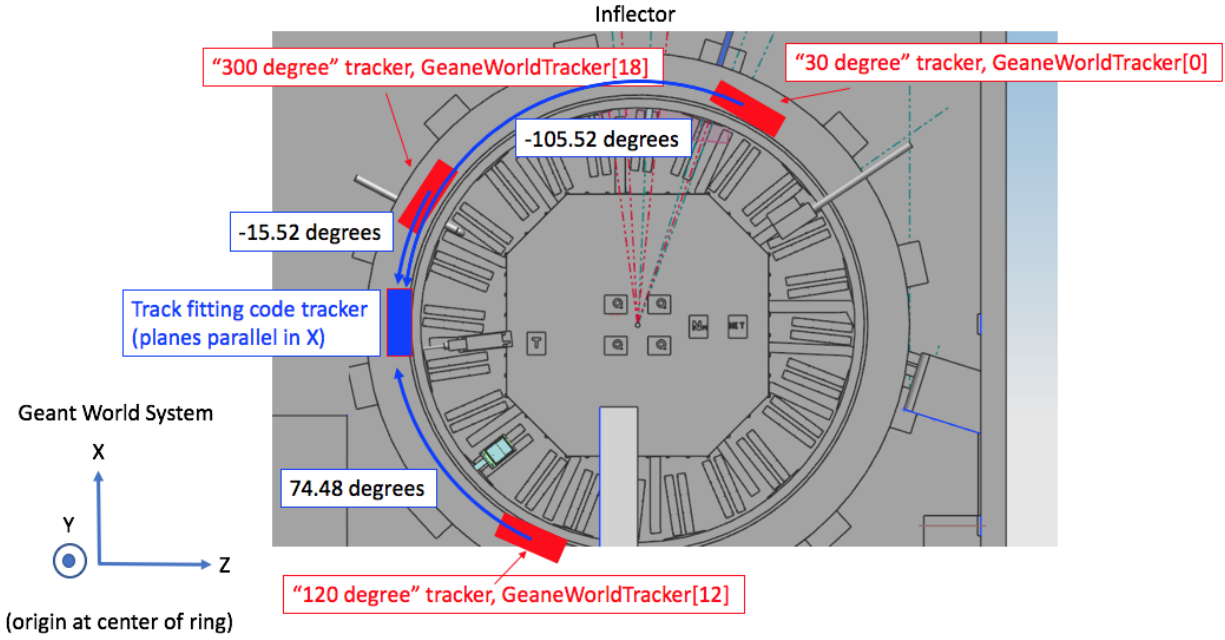 Inflector
“300 degree” tracker, GeaneWorldTracker[18]
“30 degree” tracker, GeaneWorldTracker[0]
-105.52 degrees
-15.52 degrees
Track fitting code tracker
(planes parallel in X)
Q
Q
T
Q
Q
Geant World System
X
74.48 degrees
Y
Z
“120 degree” tracker, GeaneWorldTracker[12]
(origin at center of ring)